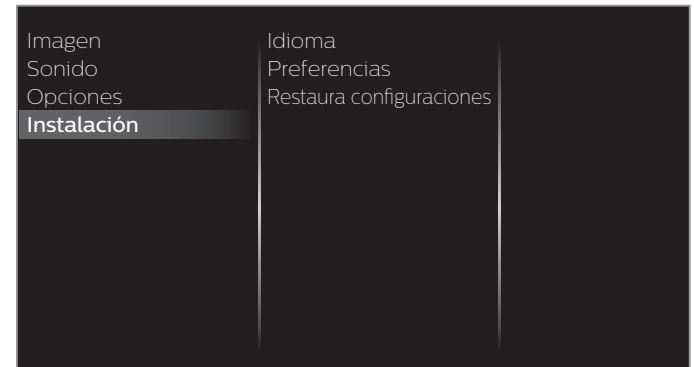 Imagen
Sonido
Opciones
Instalación
Idioma
Preferencias
Restaura configuraciones